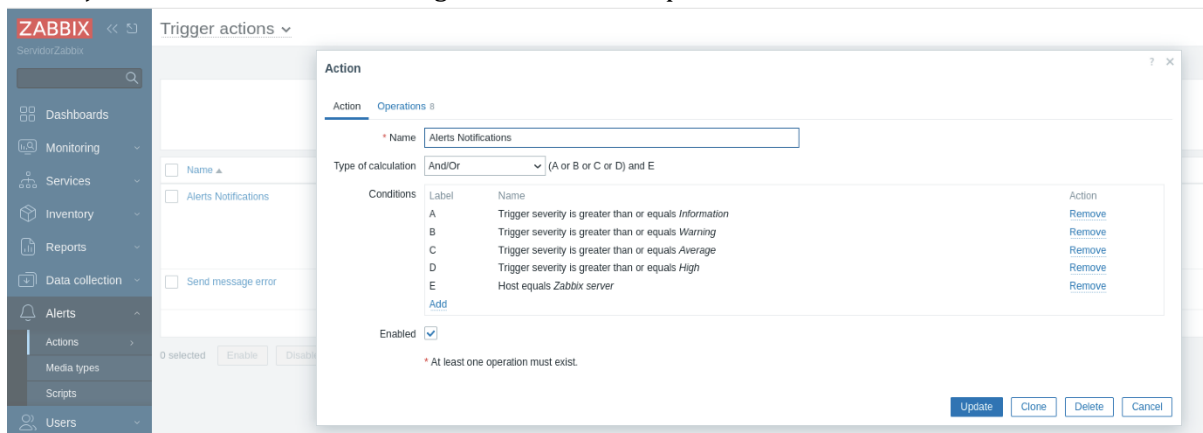 ZABBIX
ServidorZabbix
Dashboards
Monitoring
Services
Inventory
Reports
Data collection
Alerts
Actions
Media types
Scripts
Users
Trigger actions
Name
Alerts Notifications
Send message error
0 selected Enable
Action
? ×
Action Operations 8
* Name Alerts Notifications
Type of calculation And/Or (A or B or C or D) and E
Conditions Label Name Action
A Trigger severity is greater than or equals Information Remove
B Trigger severity is greater than or equals Warning Remove
C Trigger severity is greater than or equals Average Remove
D Trigger severity is greater than or equals High Remove
E Host equals Zabbix server Remove
Add
Enabled
* At least one operation must exist.
Update Clone Delete Cancel